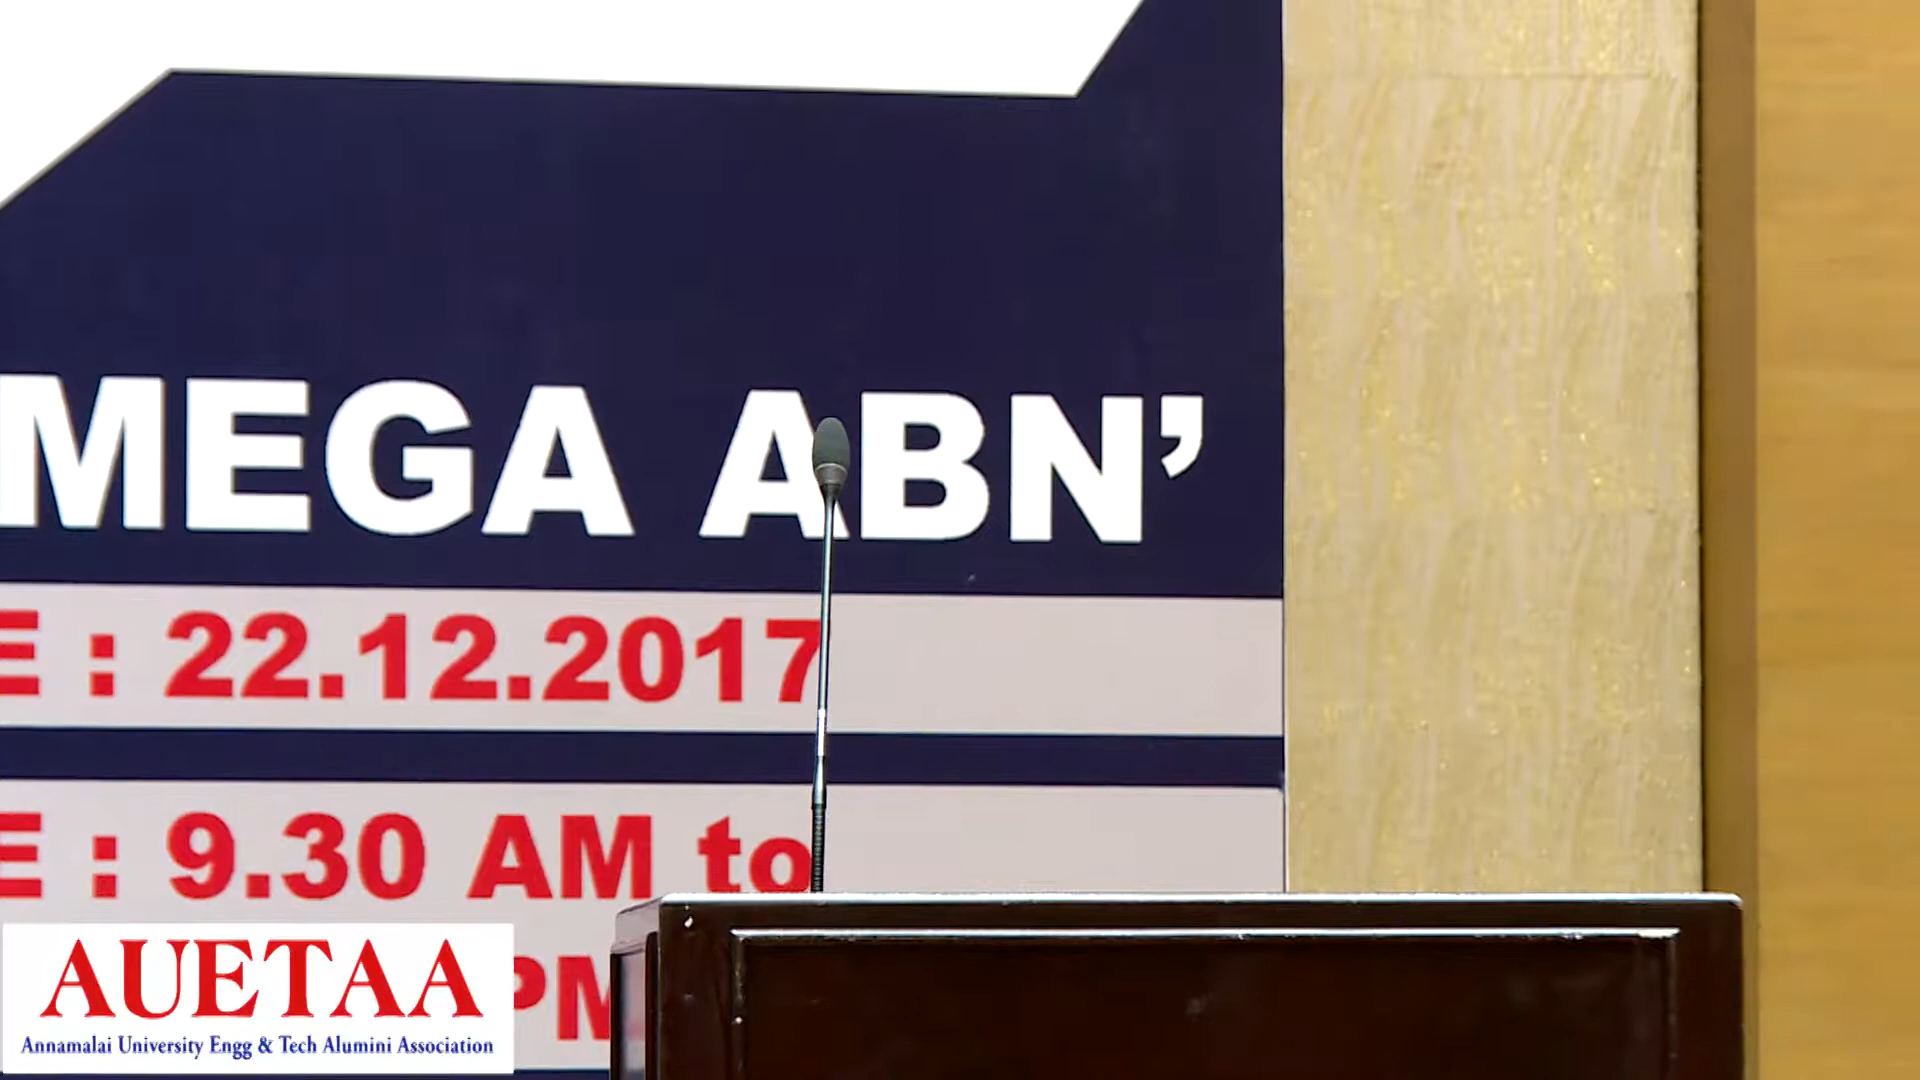 MEGA ABN’
E : 22.12.2017
E : 9.30 AM to
PM
AUETAA
Annamalai University Engg & Tech Alumini Association